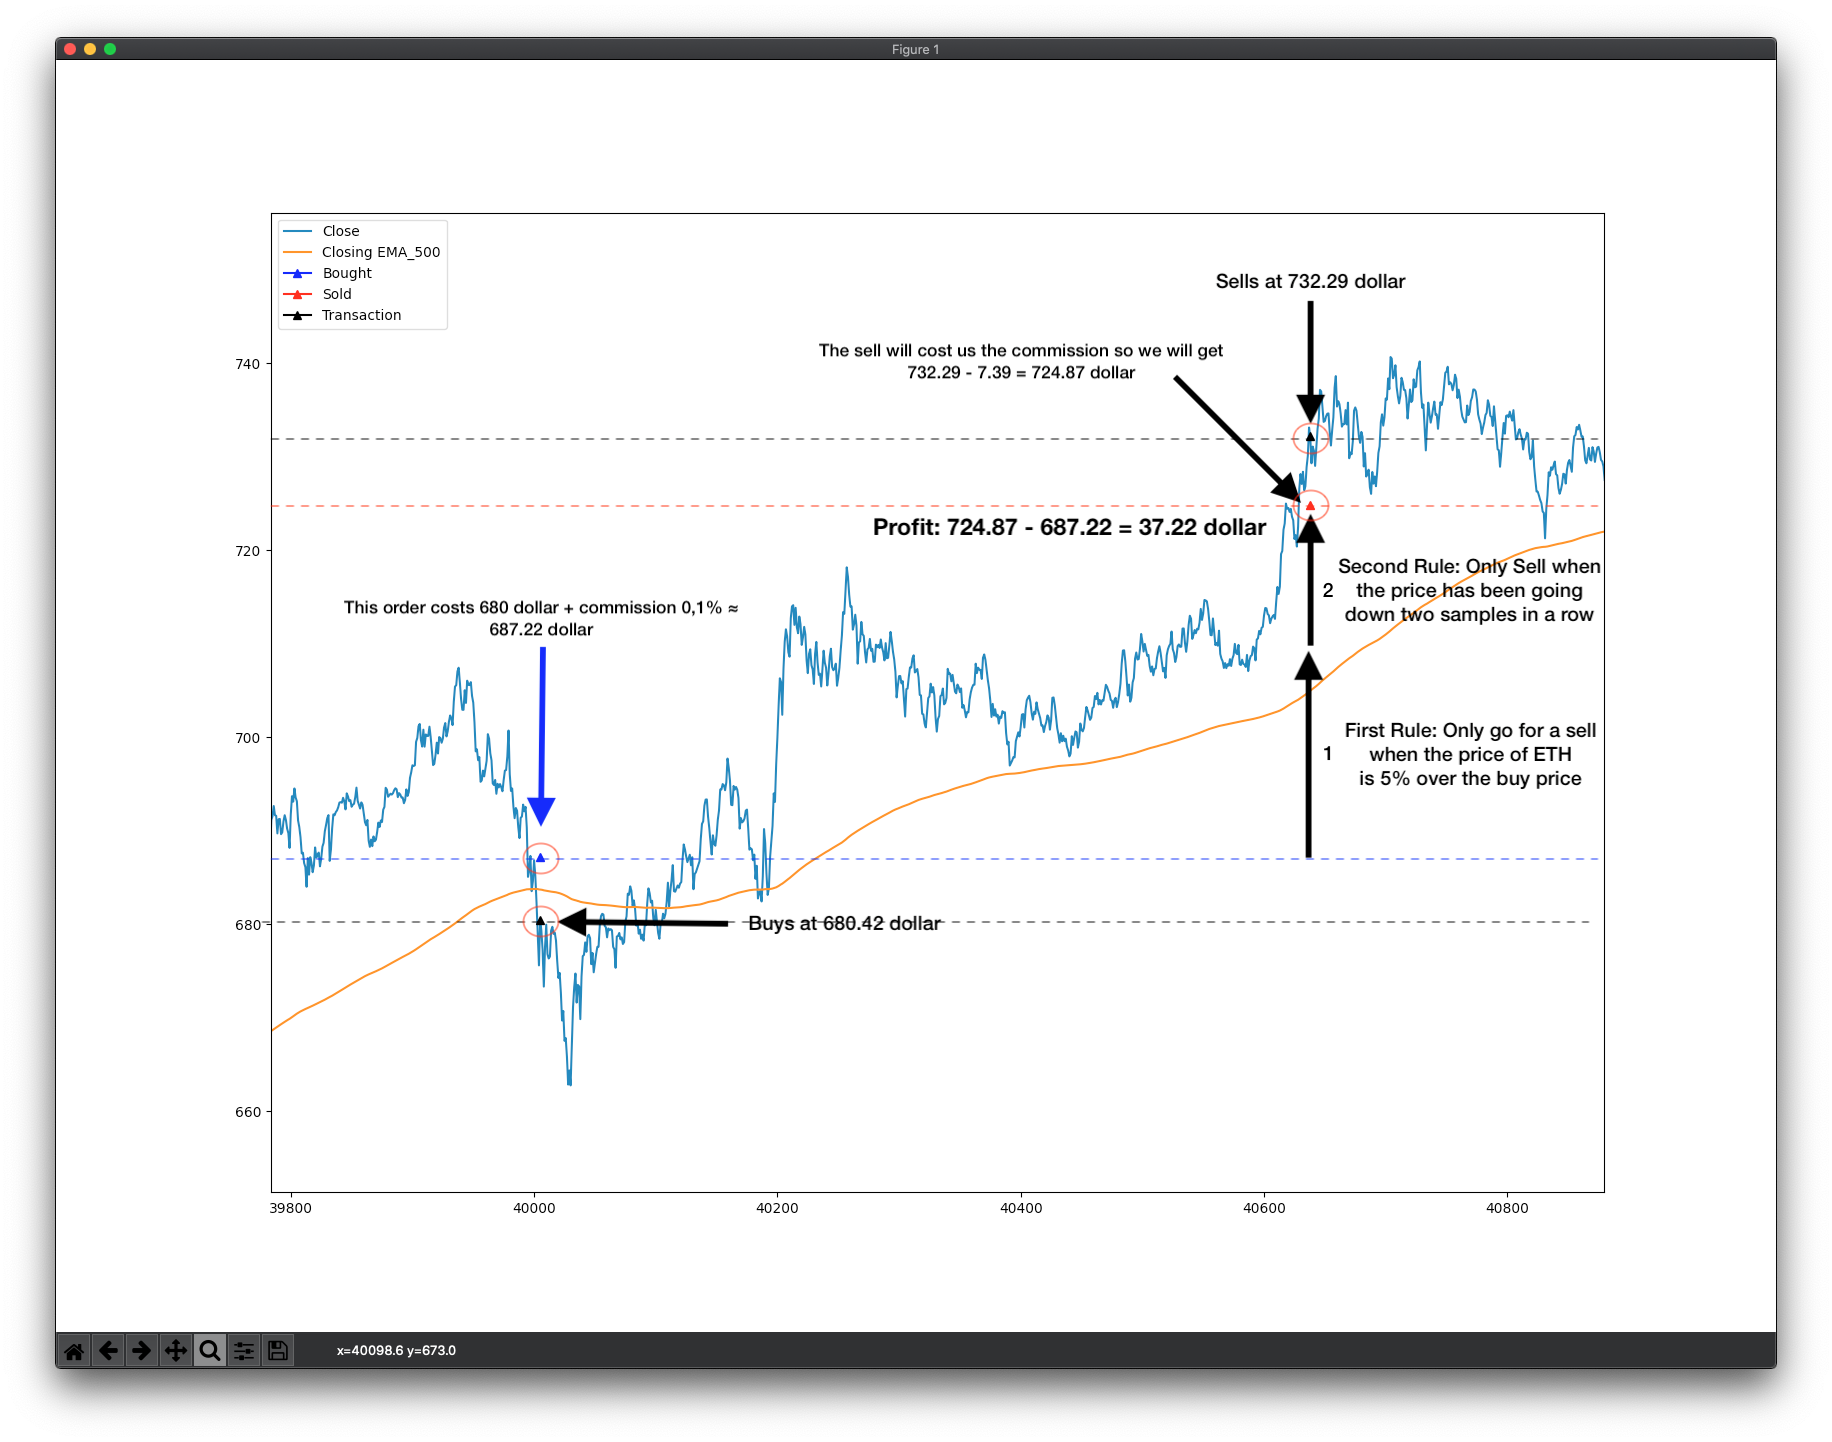 Figure 1
Close
Closing EMA_500
Bought
Sold
Transaction
Sells at 732.29 dollar
The sell will cost us the commission so we will get
732.29 - 7.39 = 724.87 dollar
Profit: 724.87 - 687.22 = 37.22 dollar
Second Rule: Only Sell when
2 the price has been going
down two samples in a row
This order costs 680 dollar + commission 0,1% ≈
687.22 dollar
First Rule: Only go for a sell
1 when the price of ETH
is 5% over the buy price
Buys at 680.42 dollar
740
720
700
680
660
39800 40000 40200 40400 40600 40800
x=40098.6 y=673.0